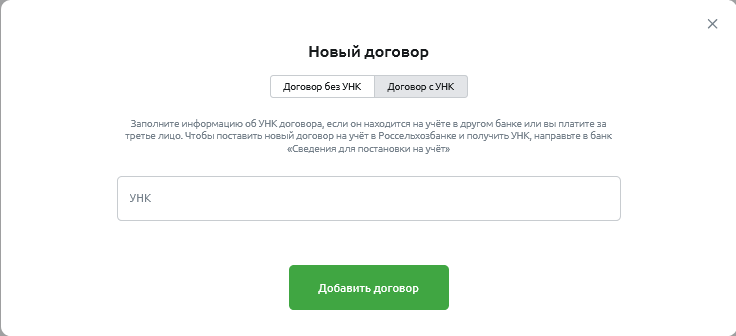 Новый договор
Договор без УНК
Договор с УНК
Заполните информацию об УНК договора, если он находится на учёте в другом банке или вы платите за
третье лицо. Чтобы поставить новый договор на учёт в Россельхозбанке и получить УНК, направьте в банк
«Сведения для постановки на учёт»
УНК
Добавить договор